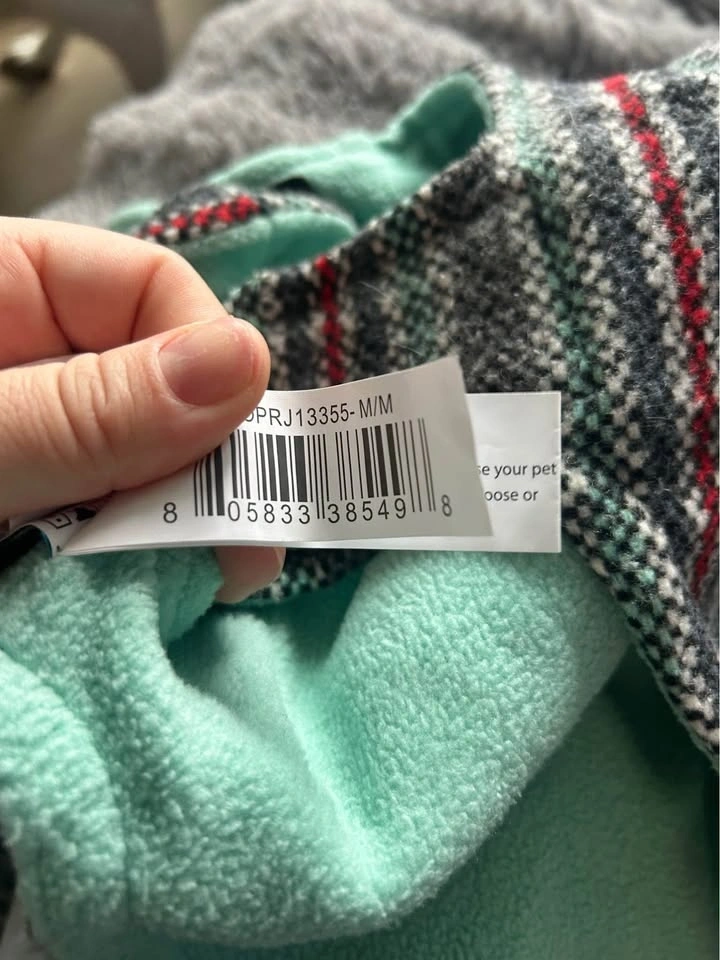 PRJ13355- M/M
8 05833 38549 8
se your pet
oose or